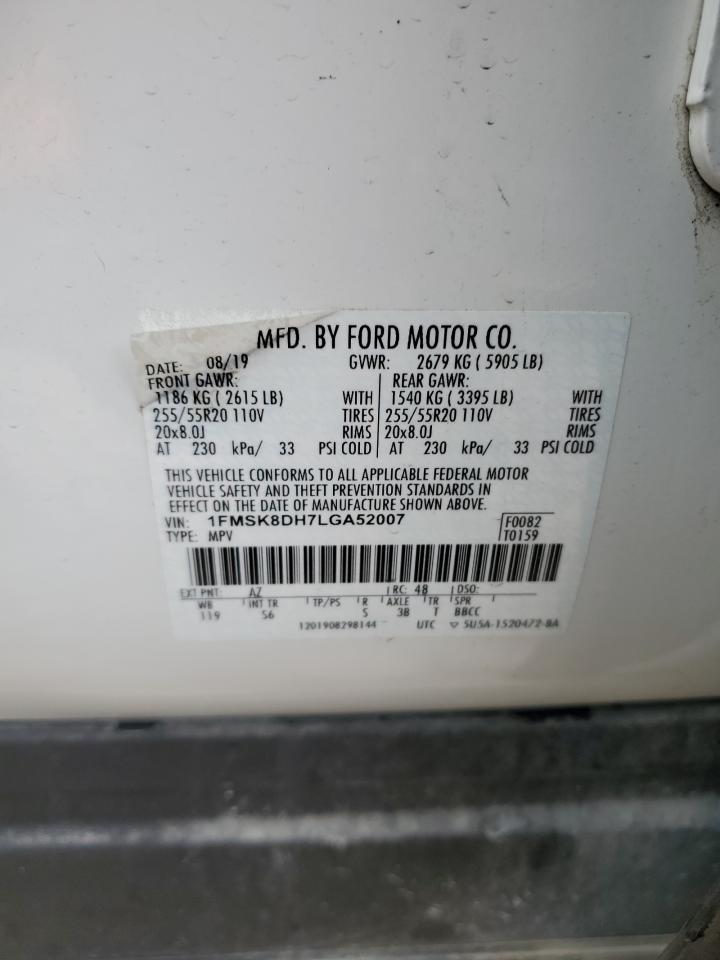 MFD. BY FORD MOTOR CO.
DATE: 08/19 GVWR: 2679 KG ( 5905 LB)
FRONT GAWR: REAR GAWR:
1186 KG ( 2615 LB) WITH 1540 KG ( 3395 LB) WITH
255/55R20 110V TIRES 255/55R20 110V TIRES
20x8.0J RIMS 20x8.0J RIMS
AT 230 kPa/ 33 PSI COLD AT 230 kPa/ 33 PSI COLD
THIS VEHICLE CONFORMS TO ALL APPLICABLE FEDERAL MOTOR
VEHICLE SAFETY AND THEFT PREVENTION STANDARDS IN
EFFECT ON THE DATE OF MANUFACTURE SHOWN ABOVE.
VIN: 1FMSK8DH7LGA52007 F0082
TYPE: MPV T0159
EXT PNT: AZ RC: 48 DSO:
WB INT TR TP/PS R AXLE TR SPR
119 S6 5 3B T BBCC
1201908298144 UTC ▽ 5U5A-1520472-BA